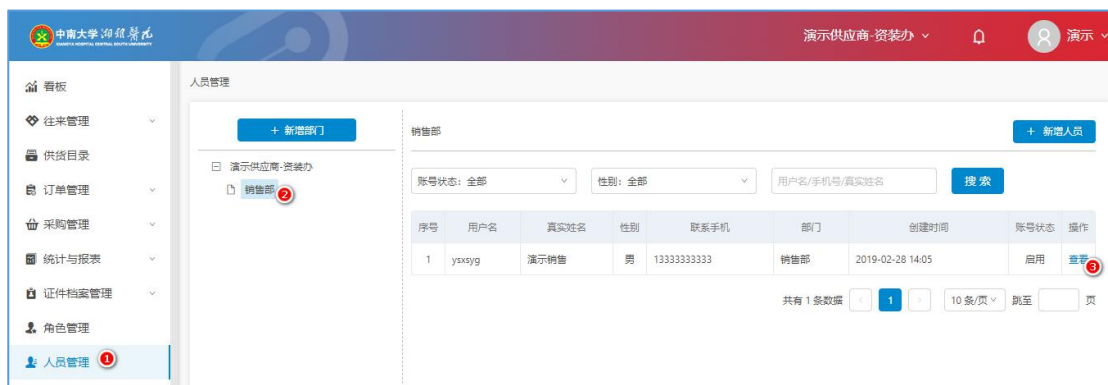 中南大学湘雅醫院
XIANGYA HOSPITAL CENTRAL SOUTH UNIVERSITY
演示供应商-资装办
演示
看板
往来管理
供货目录
订单管理
采购管理
统计与报表
证件档案管理
角色管理
人员管理 1
人员管理
+ 新增部门
演示供应商-资装办
销售部 2
销售部
+ 新增人员
账号状态: 全部 性别: 全部 用户名/手机号/真实姓名 搜索
序号 用户名 真实姓名 性别 联系手机 部门 创建时间 账号状态 操作
1 ysxsyg 演示销售 男 13333333333 销售部 2019-02-28 14:05 启用 查看 3
共有 1 条数据 < 1 > 10 条/页 跳至 页